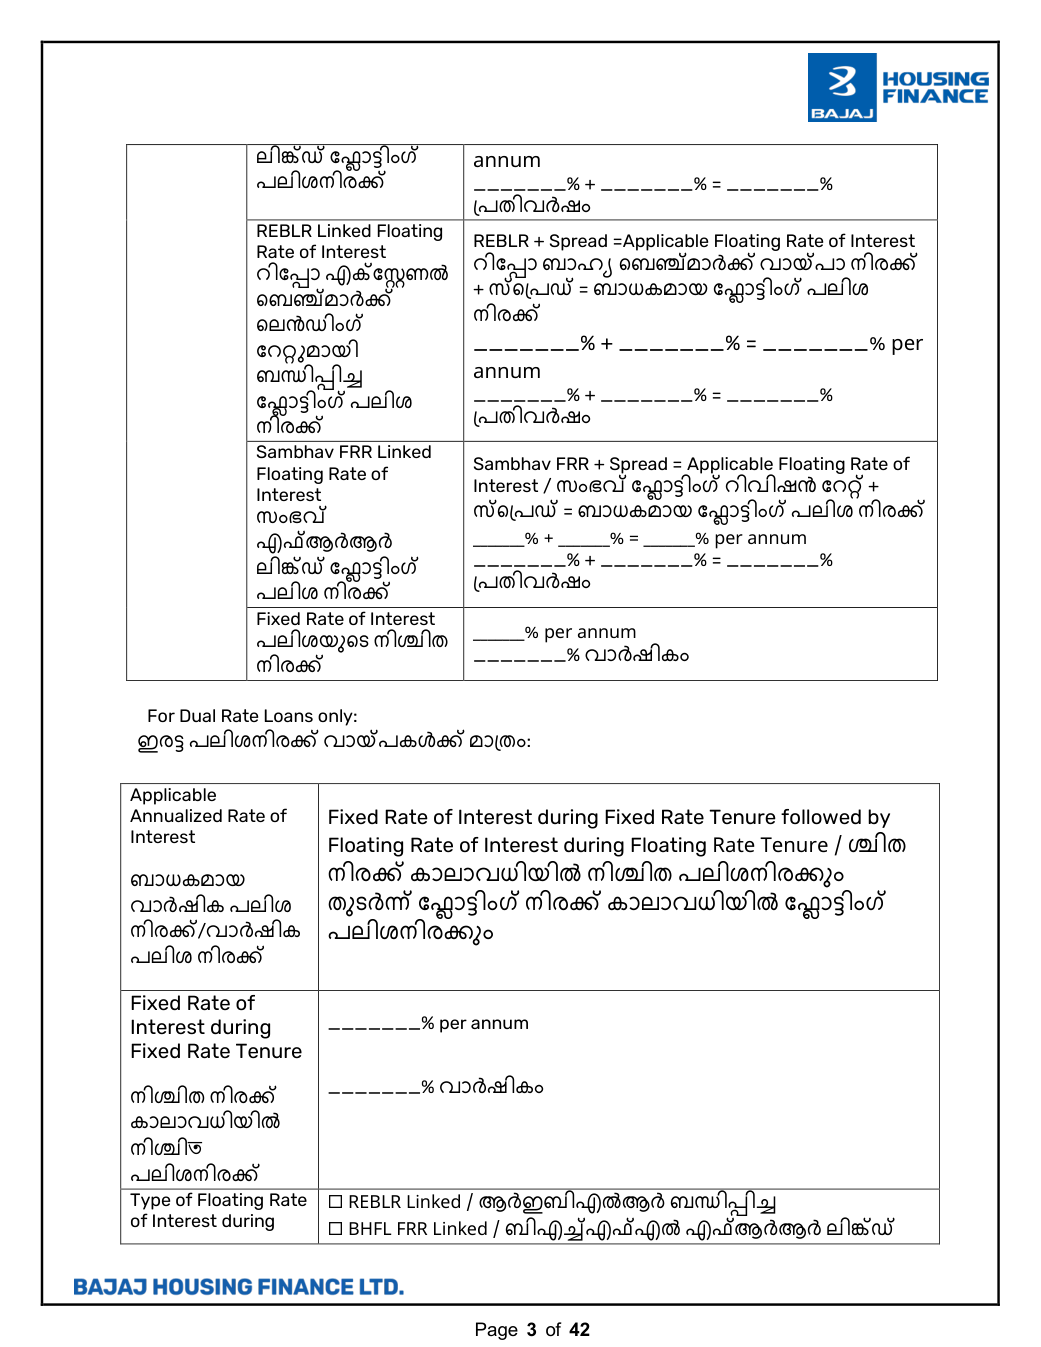 HOUSING
FINANCE
BAJAJ
ലിങ്ക്ഡ് ഫ്ലോട്ടിംഗ്
പലിശനിരക്ക്
annum
_______% + _______% = _______%
പ്രതിവർഷം
REBLR Linked Floating
Rate of Interest
റിപ്പോ എക്സ്റ്റേണൽ
ബെഞ്ച്മാർക്ക്
ലെൻഡിംഗ്
റേറ്റുമായി
ബന്ധിപ്പിച്ച
ഫ്ലോട്ടിംഗ് പലിശ
നിരക്ക്
REBLR + Spread =Applicable Floating Rate of Interest
റിപ്പോ ബാഹ്യ ബെഞ്ച്മാർക്ക് വായ്പാ നിരക്ക്
+ സ്പ്രെഡ് = ബാധകമായ ഫ്ലോട്ടിംഗ് പലിശ
നിരക്ക്
_______% + _______% = _______% per
annum
_______% + _______% = _______%
പ്രതിവർഷം
Sambhav FRR Linked
Floating Rate of
Interest
സംഭവ്
എഫ്ആർആർ
ലിങ്ക്ഡ് ഫ്ലോട്ടിംഗ്
പലിശ നിരക്ക്
Sambhav FRR + Spread = Applicable Floating Rate of
Interest / സംഭവ് ഫ്ലോട്ടിംഗ് റിവിഷൻ റേറ്റ് +
സ്പ്രെഡ് = ബാധകമായ ഫ്ലോട്ടിംഗ് പലിശ നിരക്ക്
______% + ______% = ______% per annum
_______% + _______% = _______%
പ്രതിവർഷം
Fixed Rate of Interest
പലിശയുടെ നിശ്ചിത
നിരക്ക്
______% per annum
_______% വാർഷികം
For Dual Rate Loans only:
ഇരട്ട പലിശനിരക്ക് വായ്പകൾക്ക് മാത്രം:
Applicable
Annualized Rate of
Interest
ബാധകമായ
വാർഷിക പലിശ
നിരക്ക്/വാർഷിക
പലിശ നിരക്ക്
Fixed Rate of Interest during Fixed Rate Tenure followed by
Floating Rate of Interest during Floating Rate Tenure / ശ്ചിത
നിരക്ക് കാലാവധിയിൽ നിശ്ചിത പലിശനിരക്കും
തുടർന്ന് ഫ്ലോട്ടിംഗ് നിരക്ക് കാലാവധിയിൽ ഫ്ലോട്ടിംഗ്
പലിശനിരക്കും
Fixed Rate of
Interest during
Fixed Rate Tenure
നിശ്ചിത നിരക്ക്
കാലാവധിയിൽ
നിശ്ചിത
പലിശനിരക്ക്
_______% per annum
_______% വാർഷികം
Type of Floating Rate
of Interest during
☐ REBLR Linked / ആർഇബിഎൽആർ ബന്ധിപ്പിച്ച
☐ BHFL FRR Linked / ബിഎച്ച്എഫ്എൽ എഫ്ആർആർ ലിങ്ക്ഡ്
BAJAJ HOUSING FINANCE LTD.
Page 3 of 42